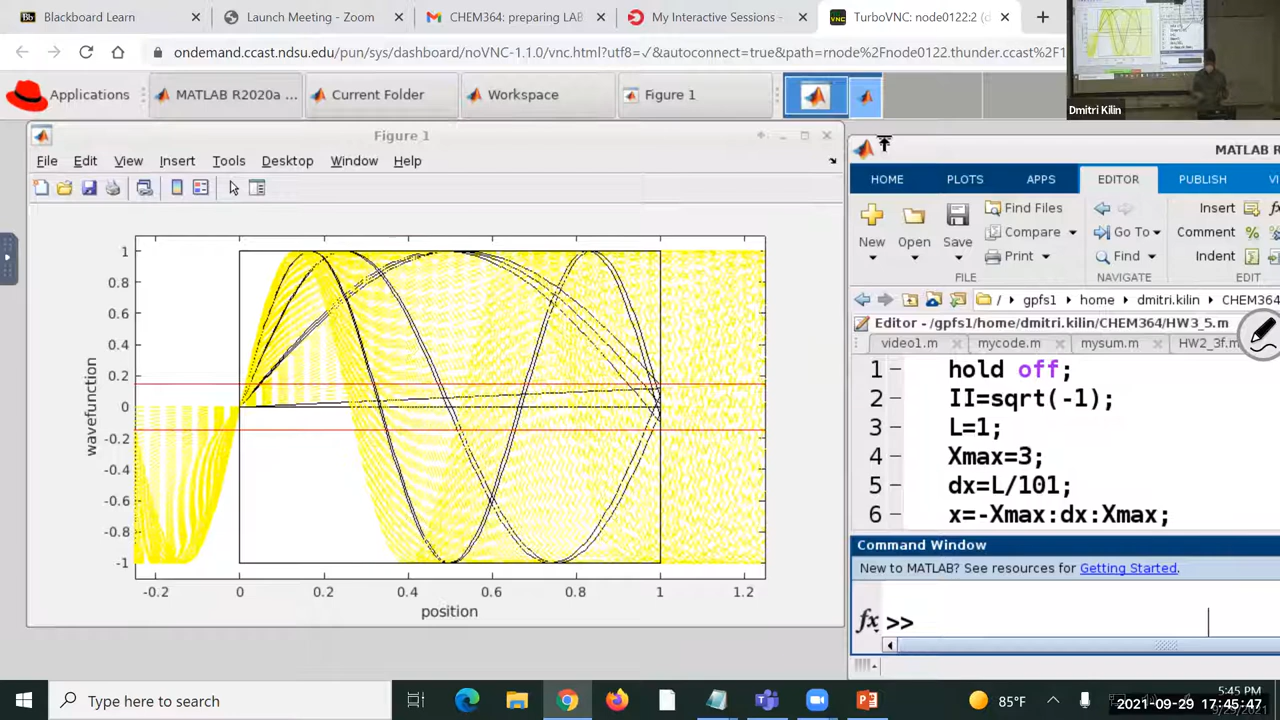 Blackboard Learn
Launch Meeting - Zoom
CHEM364: preparing LA
My Interactive Sessions -
TurboVNC: node0122:2 (d
ondemand.ccast.ndsu.edu/pun/sys/dashboard/noVNC-1.1.0/vnc.html?utf8=✓&autoconnect=true&path=rnode%2Fnode0122.thunder.ccast%2F
Dmitri Kilin
Applications
MATLAB R2020a ...
Current Folder
Workspace
Figure 1
Figure 1
File Edit View Insert Tools Desktop Window Help
1
0.8
0.6
0.4
0.2
0
-0.2
-0.4
-0.6
-0.8
-1
wavefunction
-0.2 0 0.2 0.4 0.6 0.8 1 1.2
position
MATLAB R
HOME PLOTS APPS EDITOR PUBLISH VI
New
Open
Save
Find Files
Compare
Print
FILE
Go To
Find
NAVIGATE
Insert
Comment
Indent
EDIT
/ gpfs1 home dmitri.kilin CHEM364
Editor - /gpfs1/home/dmitri.kilin/CHEM364/HW3_5.m
video1.m mycode.m mysum.m HW2_3f.m
1 hold off;
2 II=sqrt(-1);
3 L=1;
4 Xmax=3;
5 dx=L/101;
6 x=-Xmax:dx:Xmax;
Command Window
New to MATLAB? See resources for Getting Started.
fx >>
Type here to search
85°F
5:45 PM
2021-09-29 17:45:47